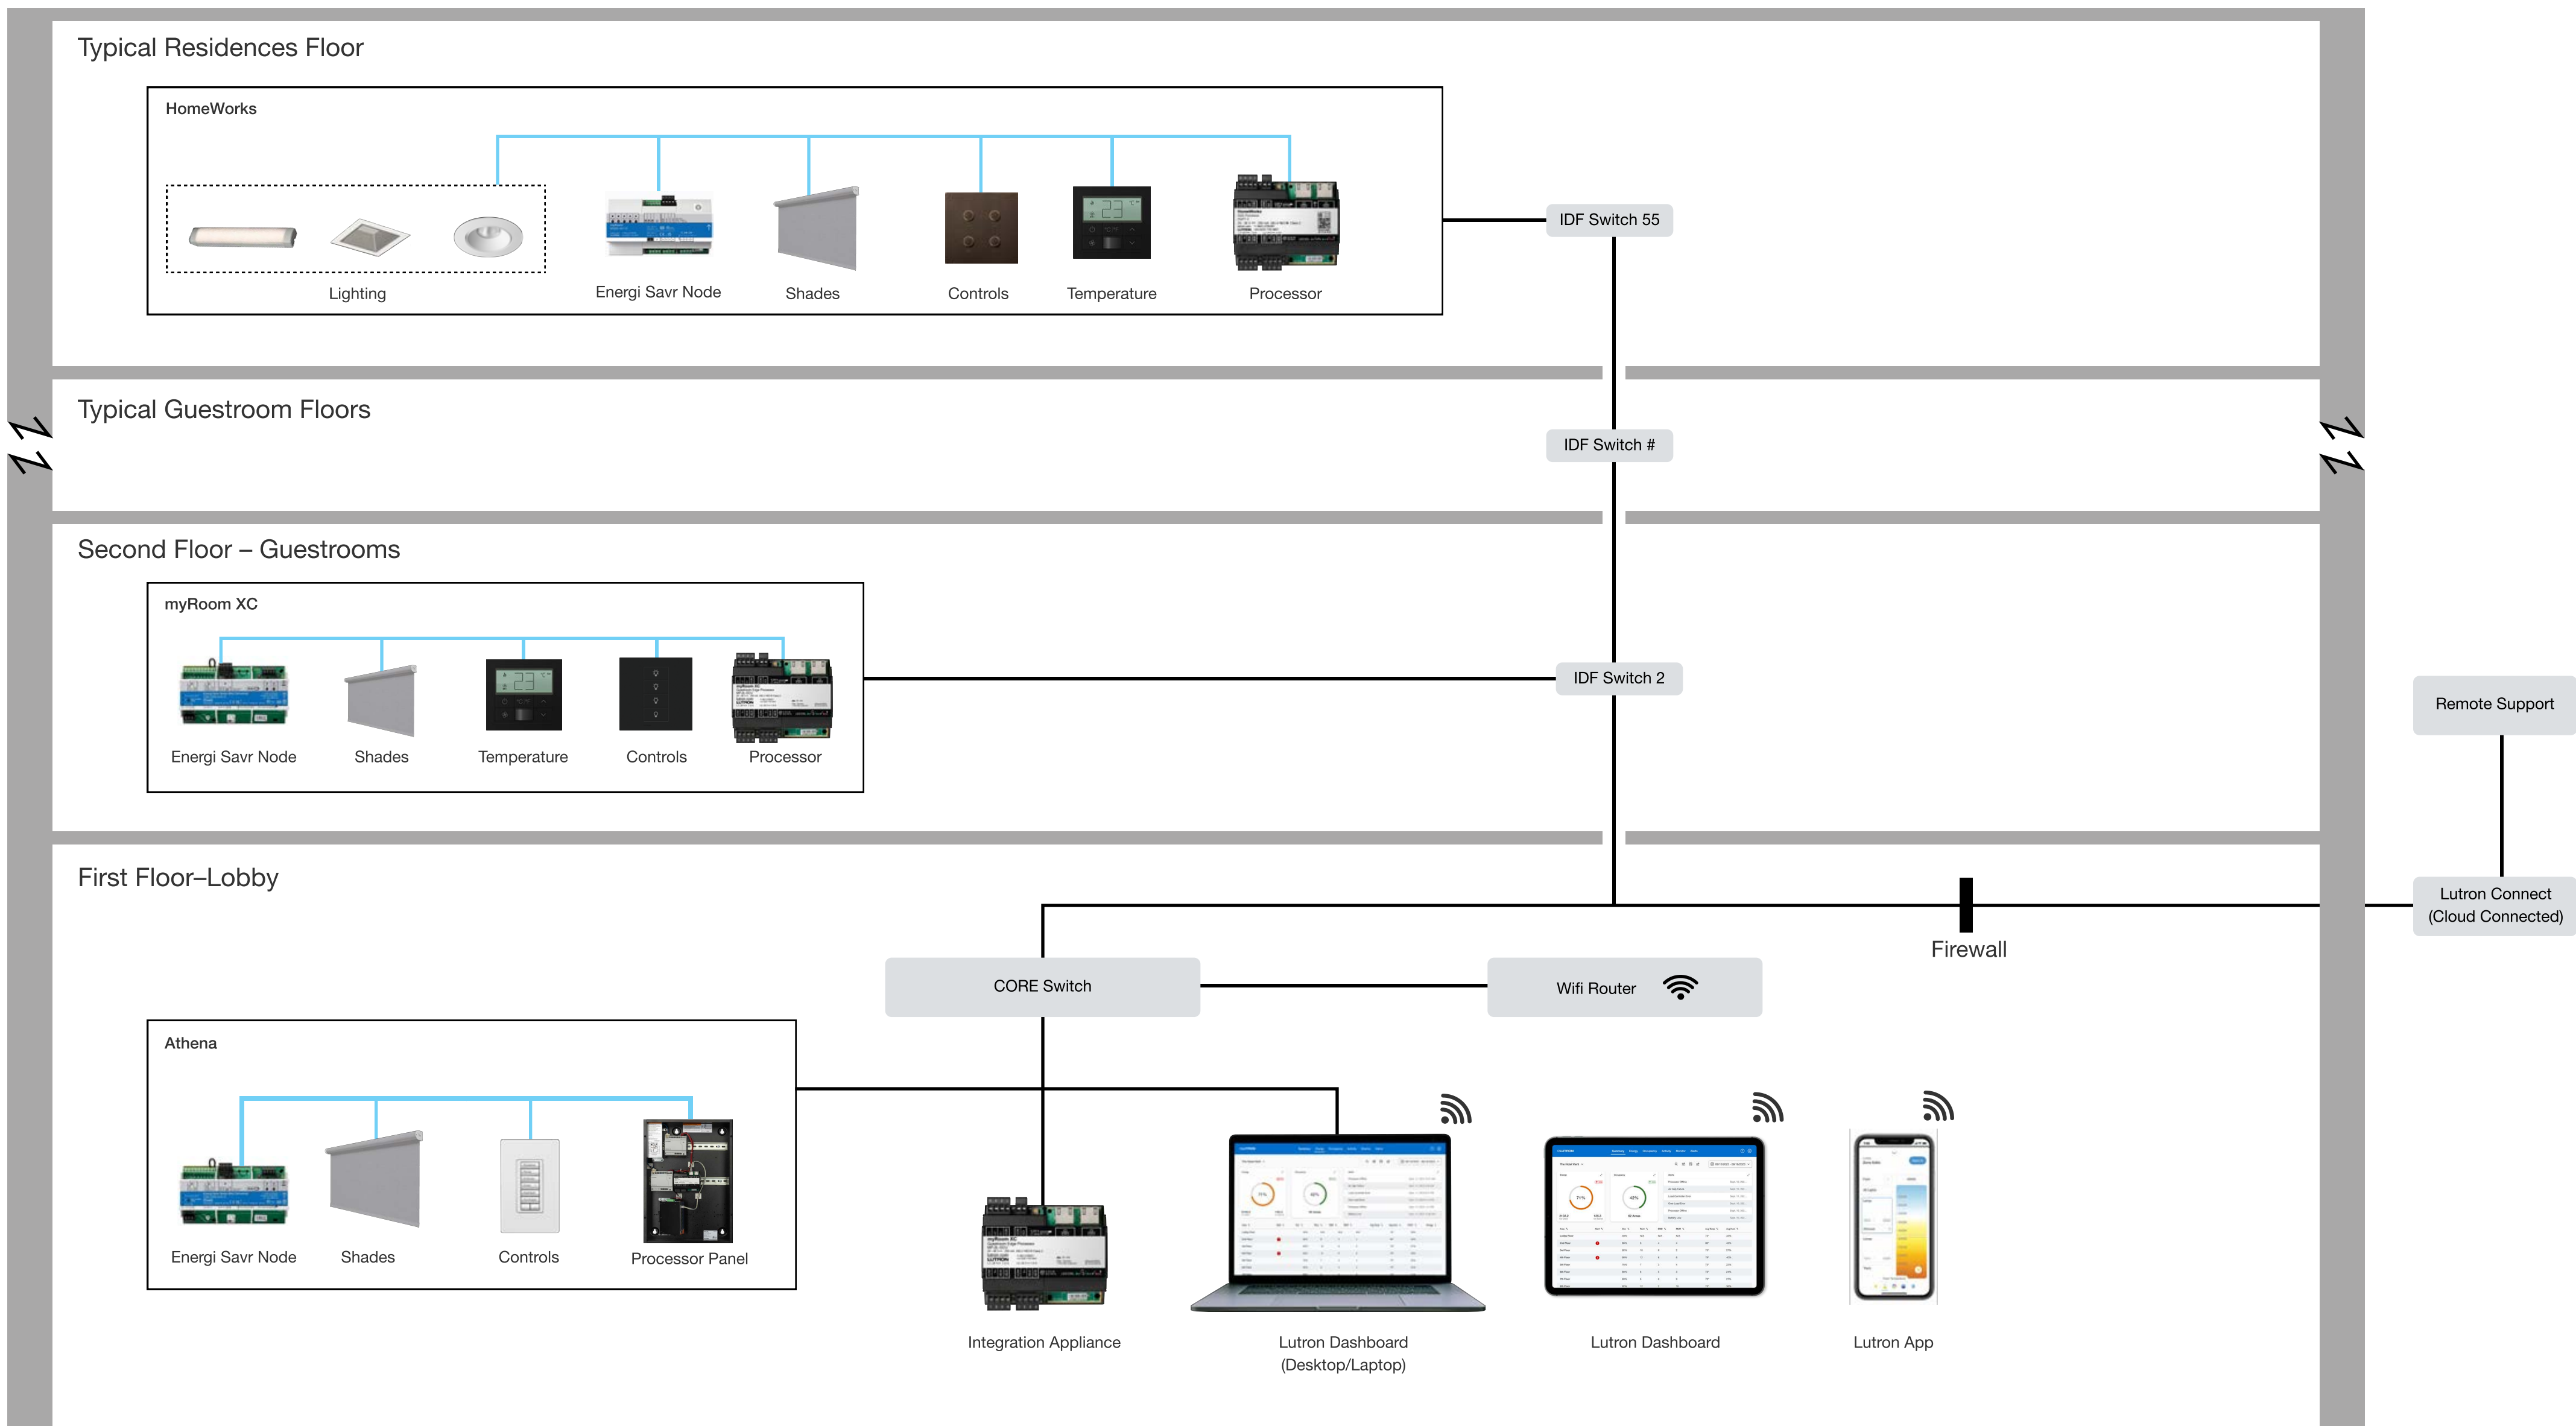 Typical Residences Floor
HomeWorks
Lighting
Energi Savr Node
Shades
Controls
Temperature
Processor
IDF Switch 55
Typical Guestroom Floors
IDF Switch #
Second Floor – Guestrooms
myRoom XC
Energi Savr Node
Shades
Temperature
Controls
Processor
IDF Switch 2
Remote Support
First Floor–Lobby
Lutron Connect
(Cloud Connected)
Firewall
CORE Switch
Wifi Router
Athena
Energi Savr Node
Shades
Controls
Processor Panel
Integration Appliance
Lutron Dashboard
(Desktop/Laptop)
Lutron Dashboard
Lutron App